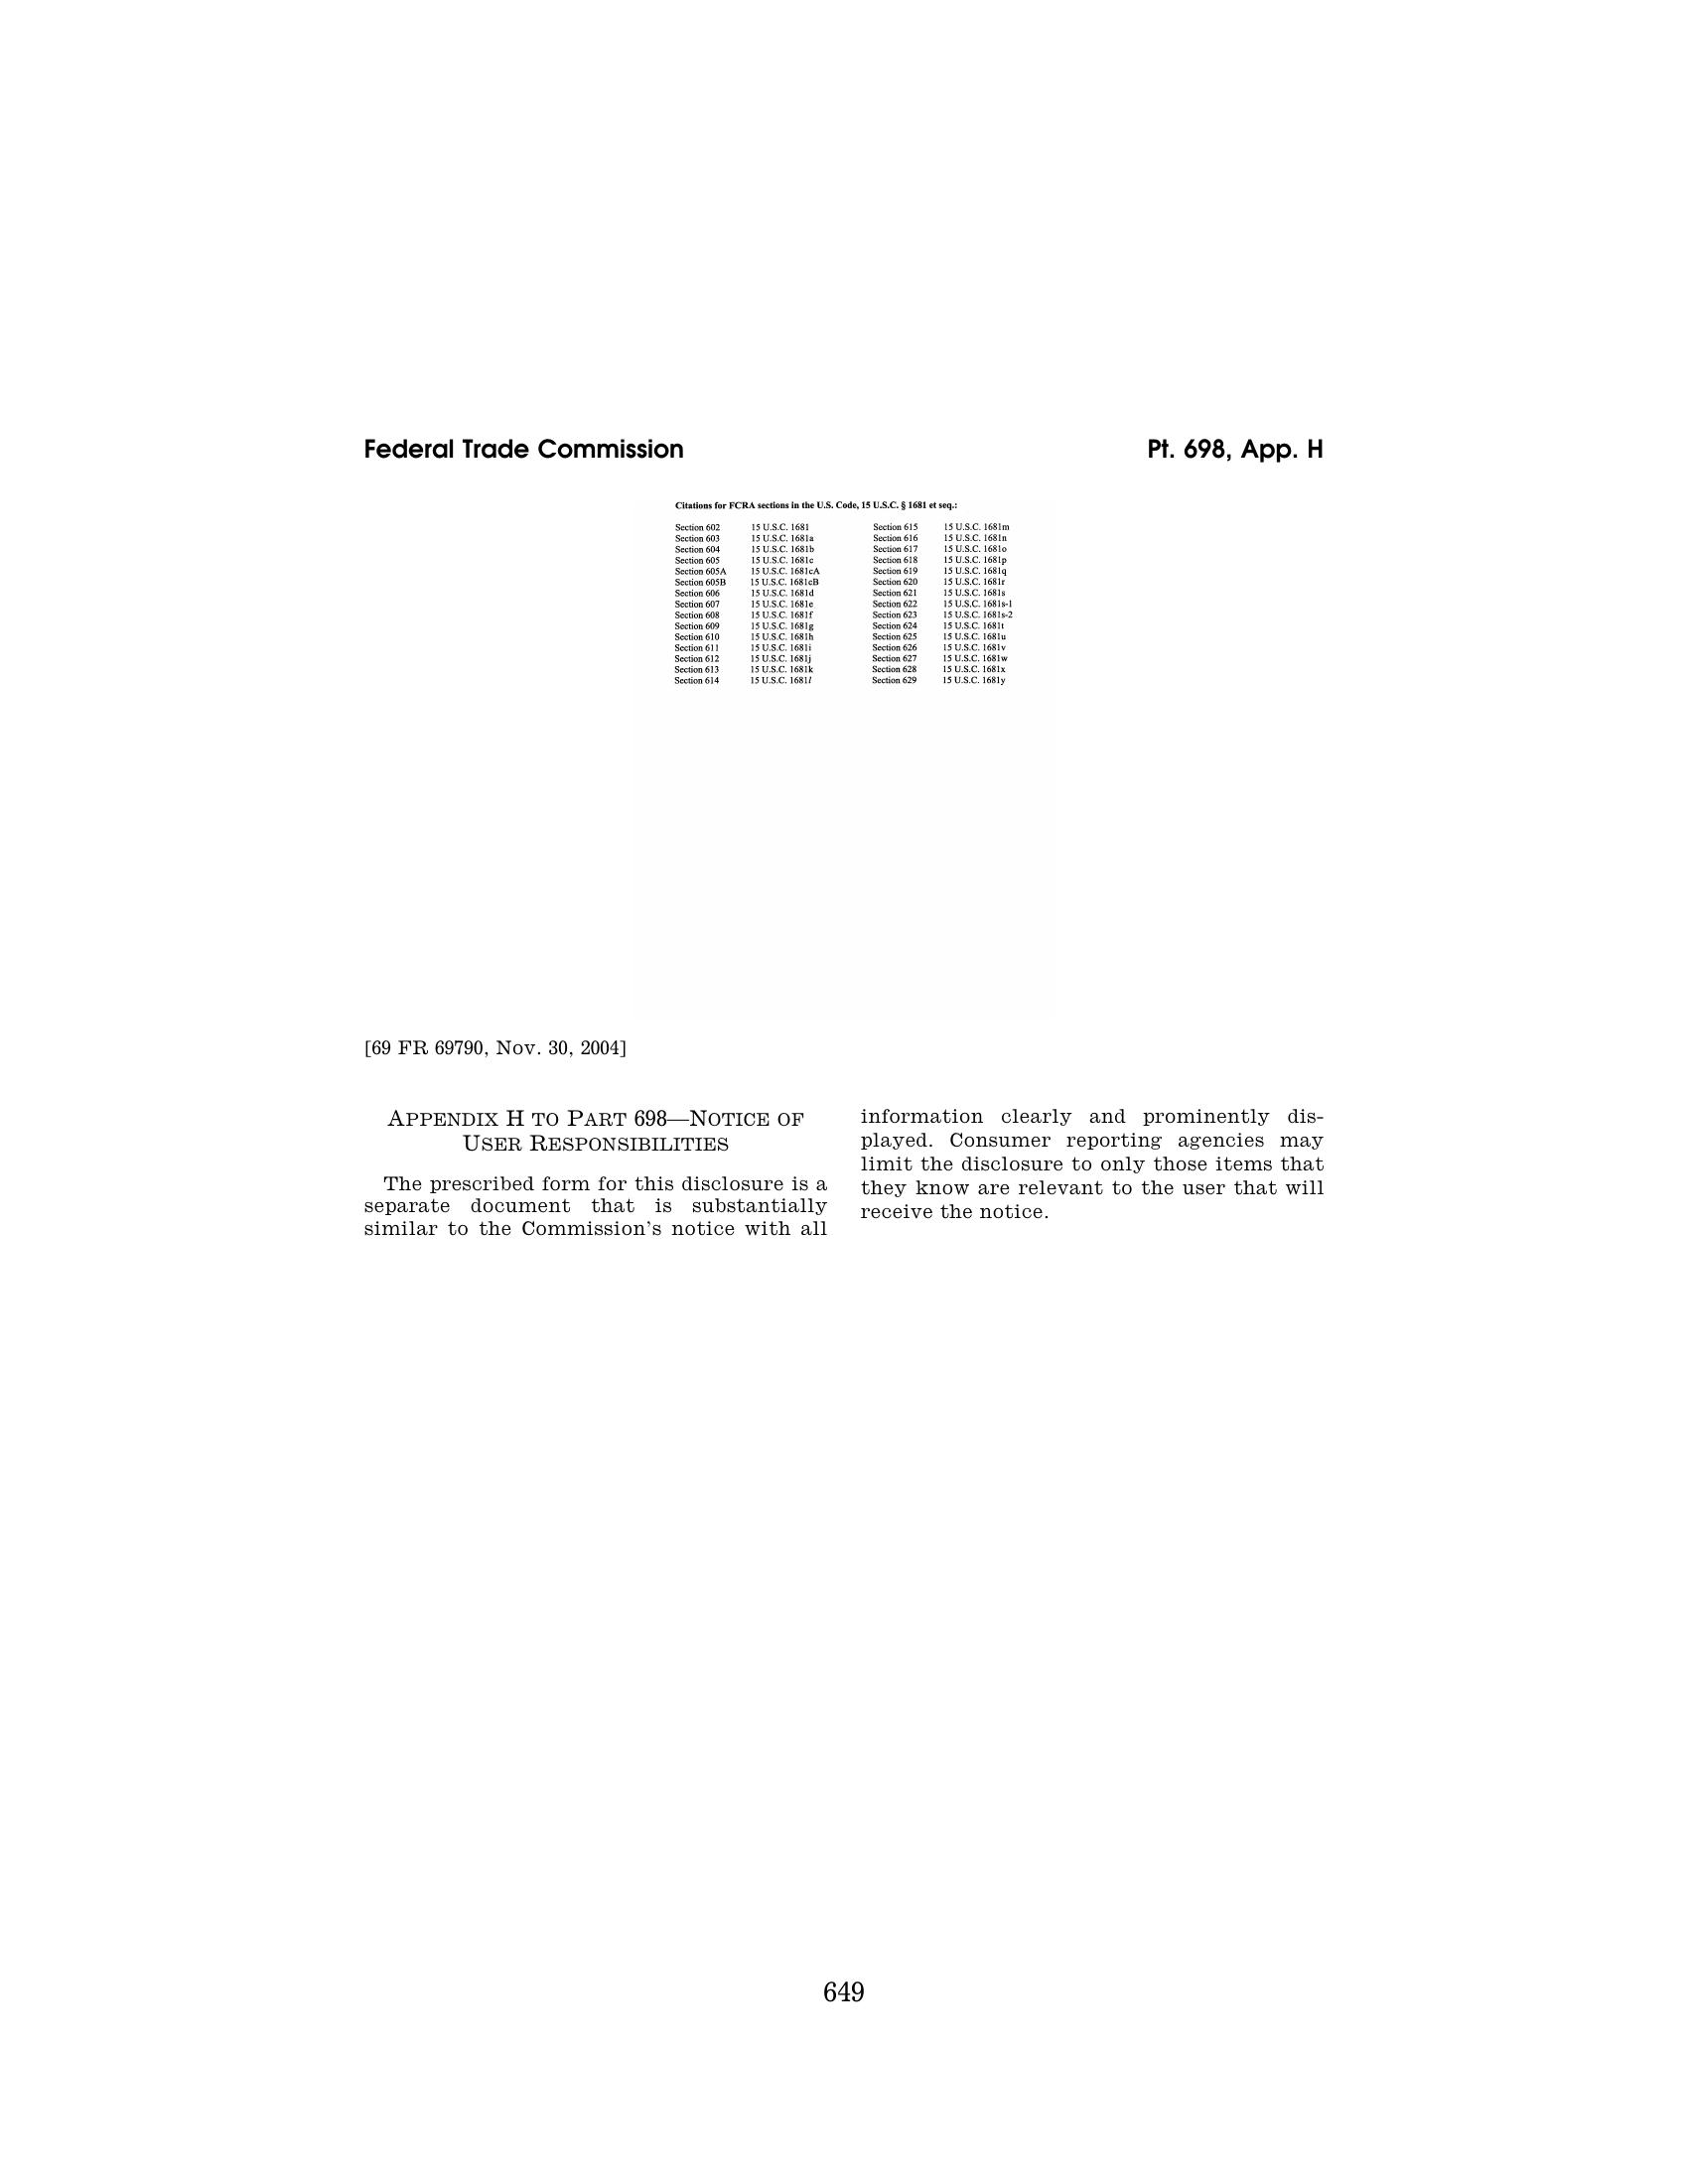 Federal Trade Commission Pt. 698, App. H
Citations for FCRA sections in the U.S. Code, 15 U.S.C. § 1681 et seq.:
Section 602 15 U.S.C. 1681 Section 615 15 U.S.C. 1681m
Section 603 15 U.S.C. 1681a Section 616 15 U.S.C. 1681n
Section 604 15 U.S.C. 1681b Section 617 15 U.S.C. 1681o
Section 605 15 U.S.C. 1681c Section 618 15 U.S.C. 1681p
Section 605A 15 U.S.C. 1681cA Section 619 15 U.S.C. 1681q
Section 605B 15 U.S.C. 1681cB Section 620 15 U.S.C. 1681r
Section 606 15 U.S.C. 1681d Section 621 15 U.S.C. 1681s
Section 607 15 U.S.C. 1681e Section 622 15 U.S.C. 1681s-1
Section 608 15 U.S.C. 1681f Section 623 15 U.S.C. 1681s-2
Section 609 15 U.S.C. 1681g Section 624 15 U.S.C. 1681t
Section 610 15 U.S.C. 1681h Section 625 15 U.S.C. 1681u
Section 611 15 U.S.C. 1681i Section 626 15 U.S.C. 1681v
Section 612 15 U.S.C. 1681j Section 627 15 U.S.C. 1681w
Section 613 15 U.S.C. 1681k Section 628 15 U.S.C. 1681x
Section 614 15 U.S.C. 1681l Section 629 15 U.S.C. 1681y
[69 FR 69790, Nov. 30, 2004]
APPENDIX H TO PART 698—NOTICE OF
USER RESPONSIBILITIES
The prescribed form for this disclosure is a
separate document that is substantially
similar to the Commission's notice with all
information clearly and prominently dis-
played. Consumer reporting agencies may
limit the disclosure to only those items that
they know are relevant to the user that will
receive the notice.
649